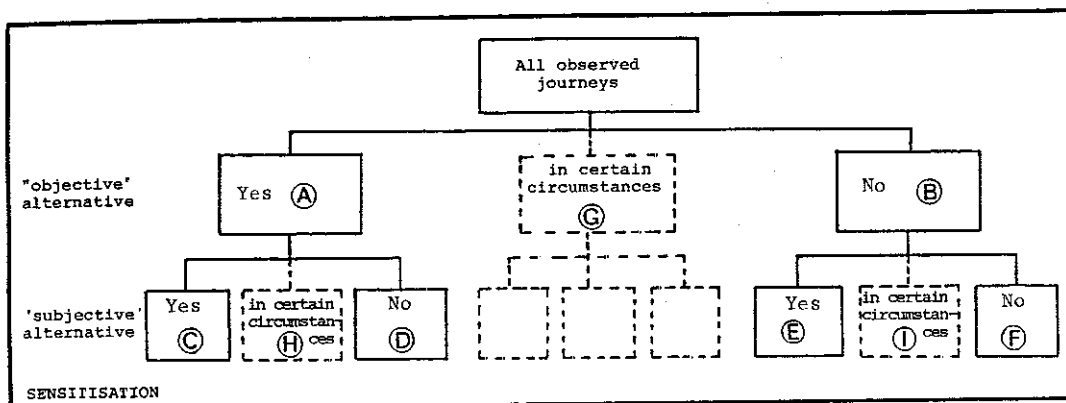 All observed
journeys
"objective'
alternative
Yes Ⓐ
in certain
circumstances
Ⓖ
No Ⓑ
'subjective'
alternative
Yes
Ⓒ
in certain
circumstan-
Ⓗ ces
No
Ⓓ
Yes
Ⓔ
in certain
circumstan-
Ⓘ ces
No
Ⓕ
SENSITISATION